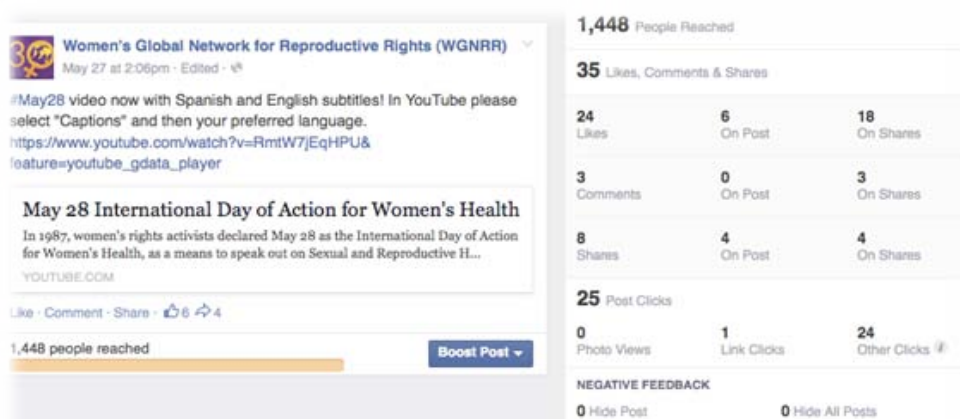 30
Women's Global Network for Reproductive Rights (WGNRR)
May 27 at 2:06pm · Edited ·
#May28 video now with Spanish and English subtitles! In YouTube please
select "Captions" and then your preferred language.
https://www.youtube.com/watch?v=RmtW7jEqHPU&
feature=youtube_gdata_player
May 28 International Day of Action for Women's Health
In 1987, women's rights activists declared May 28 as the International Day of Action
for Women's Health, as a means to speak out on Sexual and Reproductive H...
YOUTUBE.COM
Like · Comment · Share · 6 4
1,448 people reached
Boost Post
1,448 People Reached
35 Likes, Comments & Shares
24 6 18
Likes On Post On Shares
3 0 3
Comments On Post On Shares
8 4 4
Shares On Post On Shares
25 Post Clicks
0 1 24
Photo Views Link Clicks Other Clicks i
NEGATIVE FEEDBACK
0 Hide Post 0 Hide All Posts